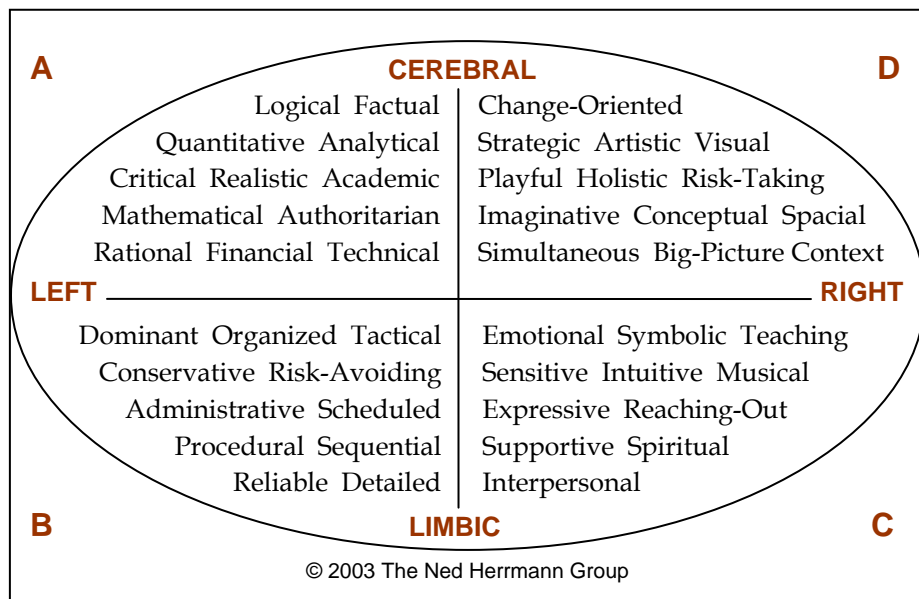 A
D
CEREBRAL
Logical Factual
Quantitative Analytical
Critical Realistic Academic
Mathematical Authoritarian
Rational Financial Technical
Change-Oriented
Strategic Artistic Visual
Playful Holistic Risk-Taking
Imaginative Conceptual Spacial
Simultaneous Big-Picture Context
LEFT
RIGHT
Dominant Organized Tactical
Conservative Risk-Avoiding
Administrative Scheduled
Procedural Sequential
Reliable Detailed
Emotional Symbolic Teaching
Sensitive Intuitive Musical
Expressive Reaching-Out
Supportive Spiritual
Interpersonal
B
LIMBIC
C
© 2003 The Ned Herrmann Group